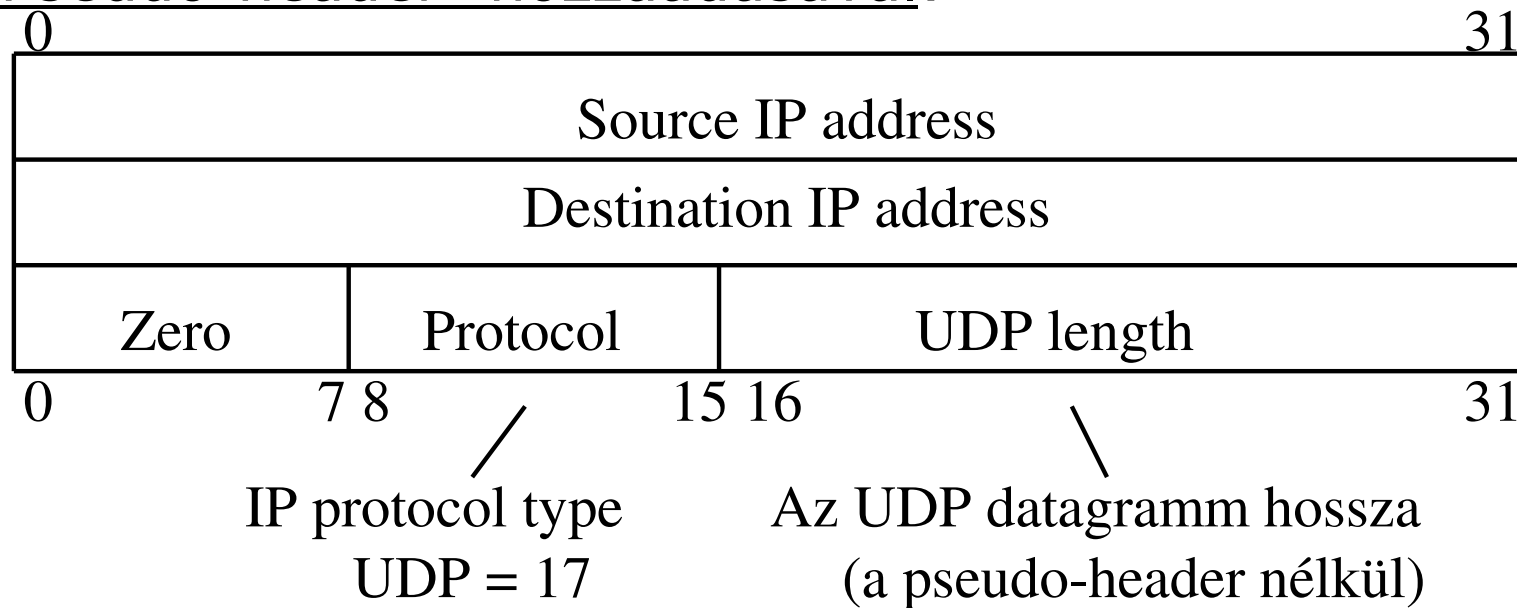 0 31
Source IP address
Destination IP address
Zero Protocol UDP length
0 7 8 15 16 31
IP protocol type Az UDP datagramm hossza
UDP = 17 (a pseudo-header nélkül)